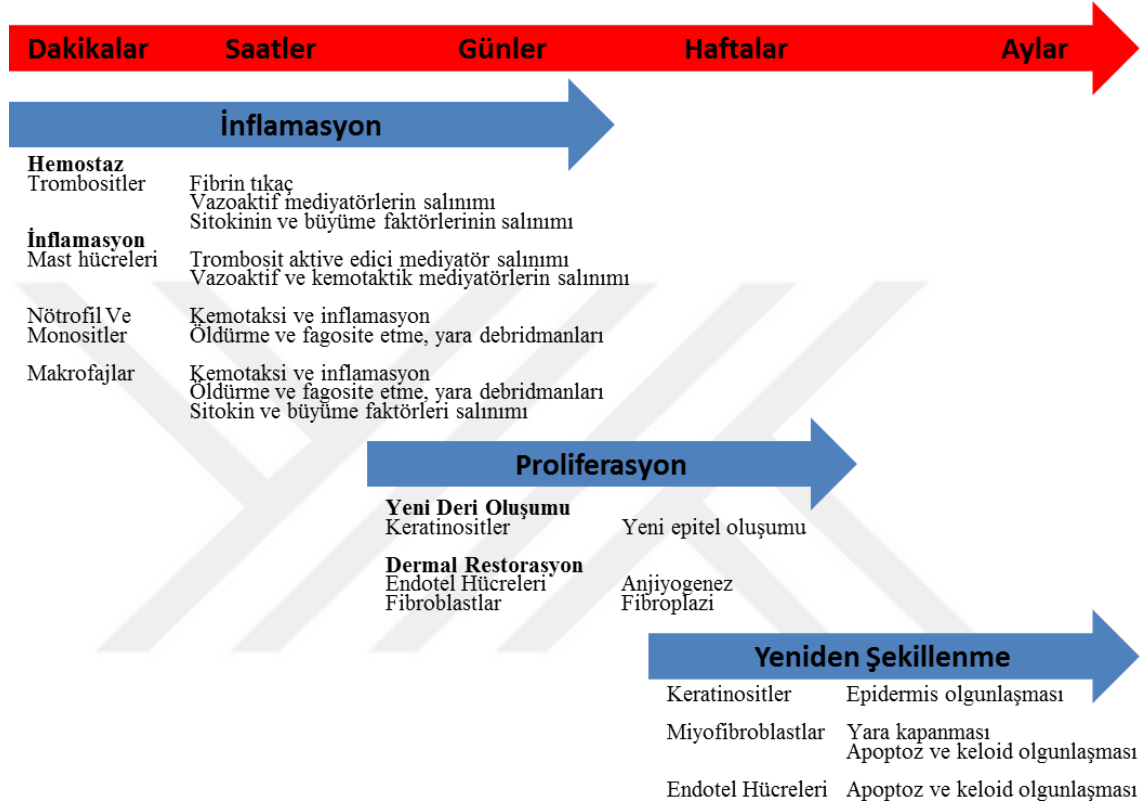 Dakikalar Saatler Günler Haftalar Aylar
İnflamasyon
Hemostaz
Trombositler Fibrin tıkaç
Vazoaktif mediyatörlerin salınımı
Sitokinin ve büyüme faktörlerinin salınımı
İnflamasyon
Mast hücreleri Trombosit aktive edici mediyatör salınımı
Vazoaktif ve kemotaktik mediyatörlerin salınımı
Nötrofil Ve Kemotaksi ve inflamasyon
Monositler Öldürme ve fagosite etme, yara debridmanları
Makrofajlar Kemotaksi ve inflamasyon
Öldürme ve fagosite etme, yara debridmanları
Sitokin ve büyüme faktörleri salınımı
Proliferasyon
Yeni Deri Oluşumu
Keratinositler Yeni epitel oluşumu
Dermal Restorasyon
Endotel Hücreleri Anjiyogenez
Fibroblastlar Fibroplazi
Yeniden Şekillenme
Keratinositler Epidermis olgunlaşması
Miyofibroblastlar Yara kapanması
Apoptoz ve keloid olgunlaşması
Endotel Hücreleri Apoptoz ve keloid olgunlaşması